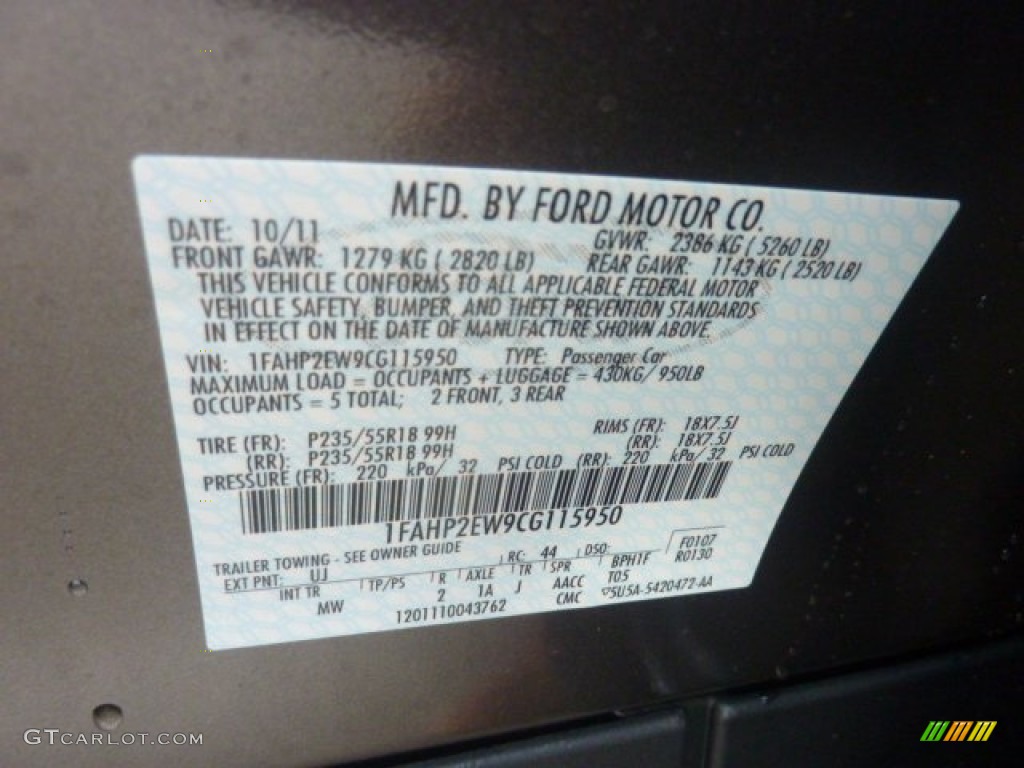 MFD. BY FORD MOTOR CO.
DATE: 10/11 GVWR: 2386 KG ( 5260 LB)
FRONT GAWR: 1279 KG ( 2820 LB) REAR GAWR: 1143 KG ( 2520 LB)
THIS VEHICLE CONFORMS TO ALL APPLICABLE FEDERAL MOTOR
VEHICLE SAFETY, BUMPER, AND THEFT PREVENTION STANDARDS
IN EFFECT ON THE DATE OF MANUFACTURE SHOWN ABOVE.
VIN: 1FAHP2EW9CG115950 TYPE: Passenger Car
MAXIMUM LOAD = OCCUPANTS + LUGGAGE = 430KG/ 950LB
OCCUPANTS = 5 TOTAL; 2 FRONT, 3 REAR
TIRE (FR): P235/55R18 99H RIMS (FR): 18X7.5J
(RR): P235/55R18 99H (RR): 18X7.5J
PRESSURE (FR): 220 kPa/ 32 PSI COLD (RR): 220 kPa/ 32 PSI COLD
1FAHP2EW9CG115950
TRAILER TOWING - SEE OWNER GUIDE RC: 44 DSO: F0107
EXT PNT: UJ TP/PS R AXLE TR SPR BPH1F R0130
INT TR 2 1A J AACC T05
MW CMC ▽5U5A-5420472-AA
1201110043762
GTCARLOT.COM